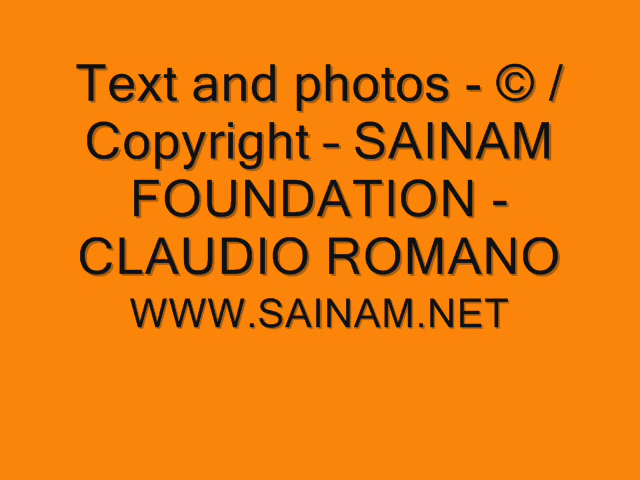 Text and photos - © /
Copyright – SAINAM
FOUNDATION -
CLAUDIO ROMANO
WWW.SAINAM.NET